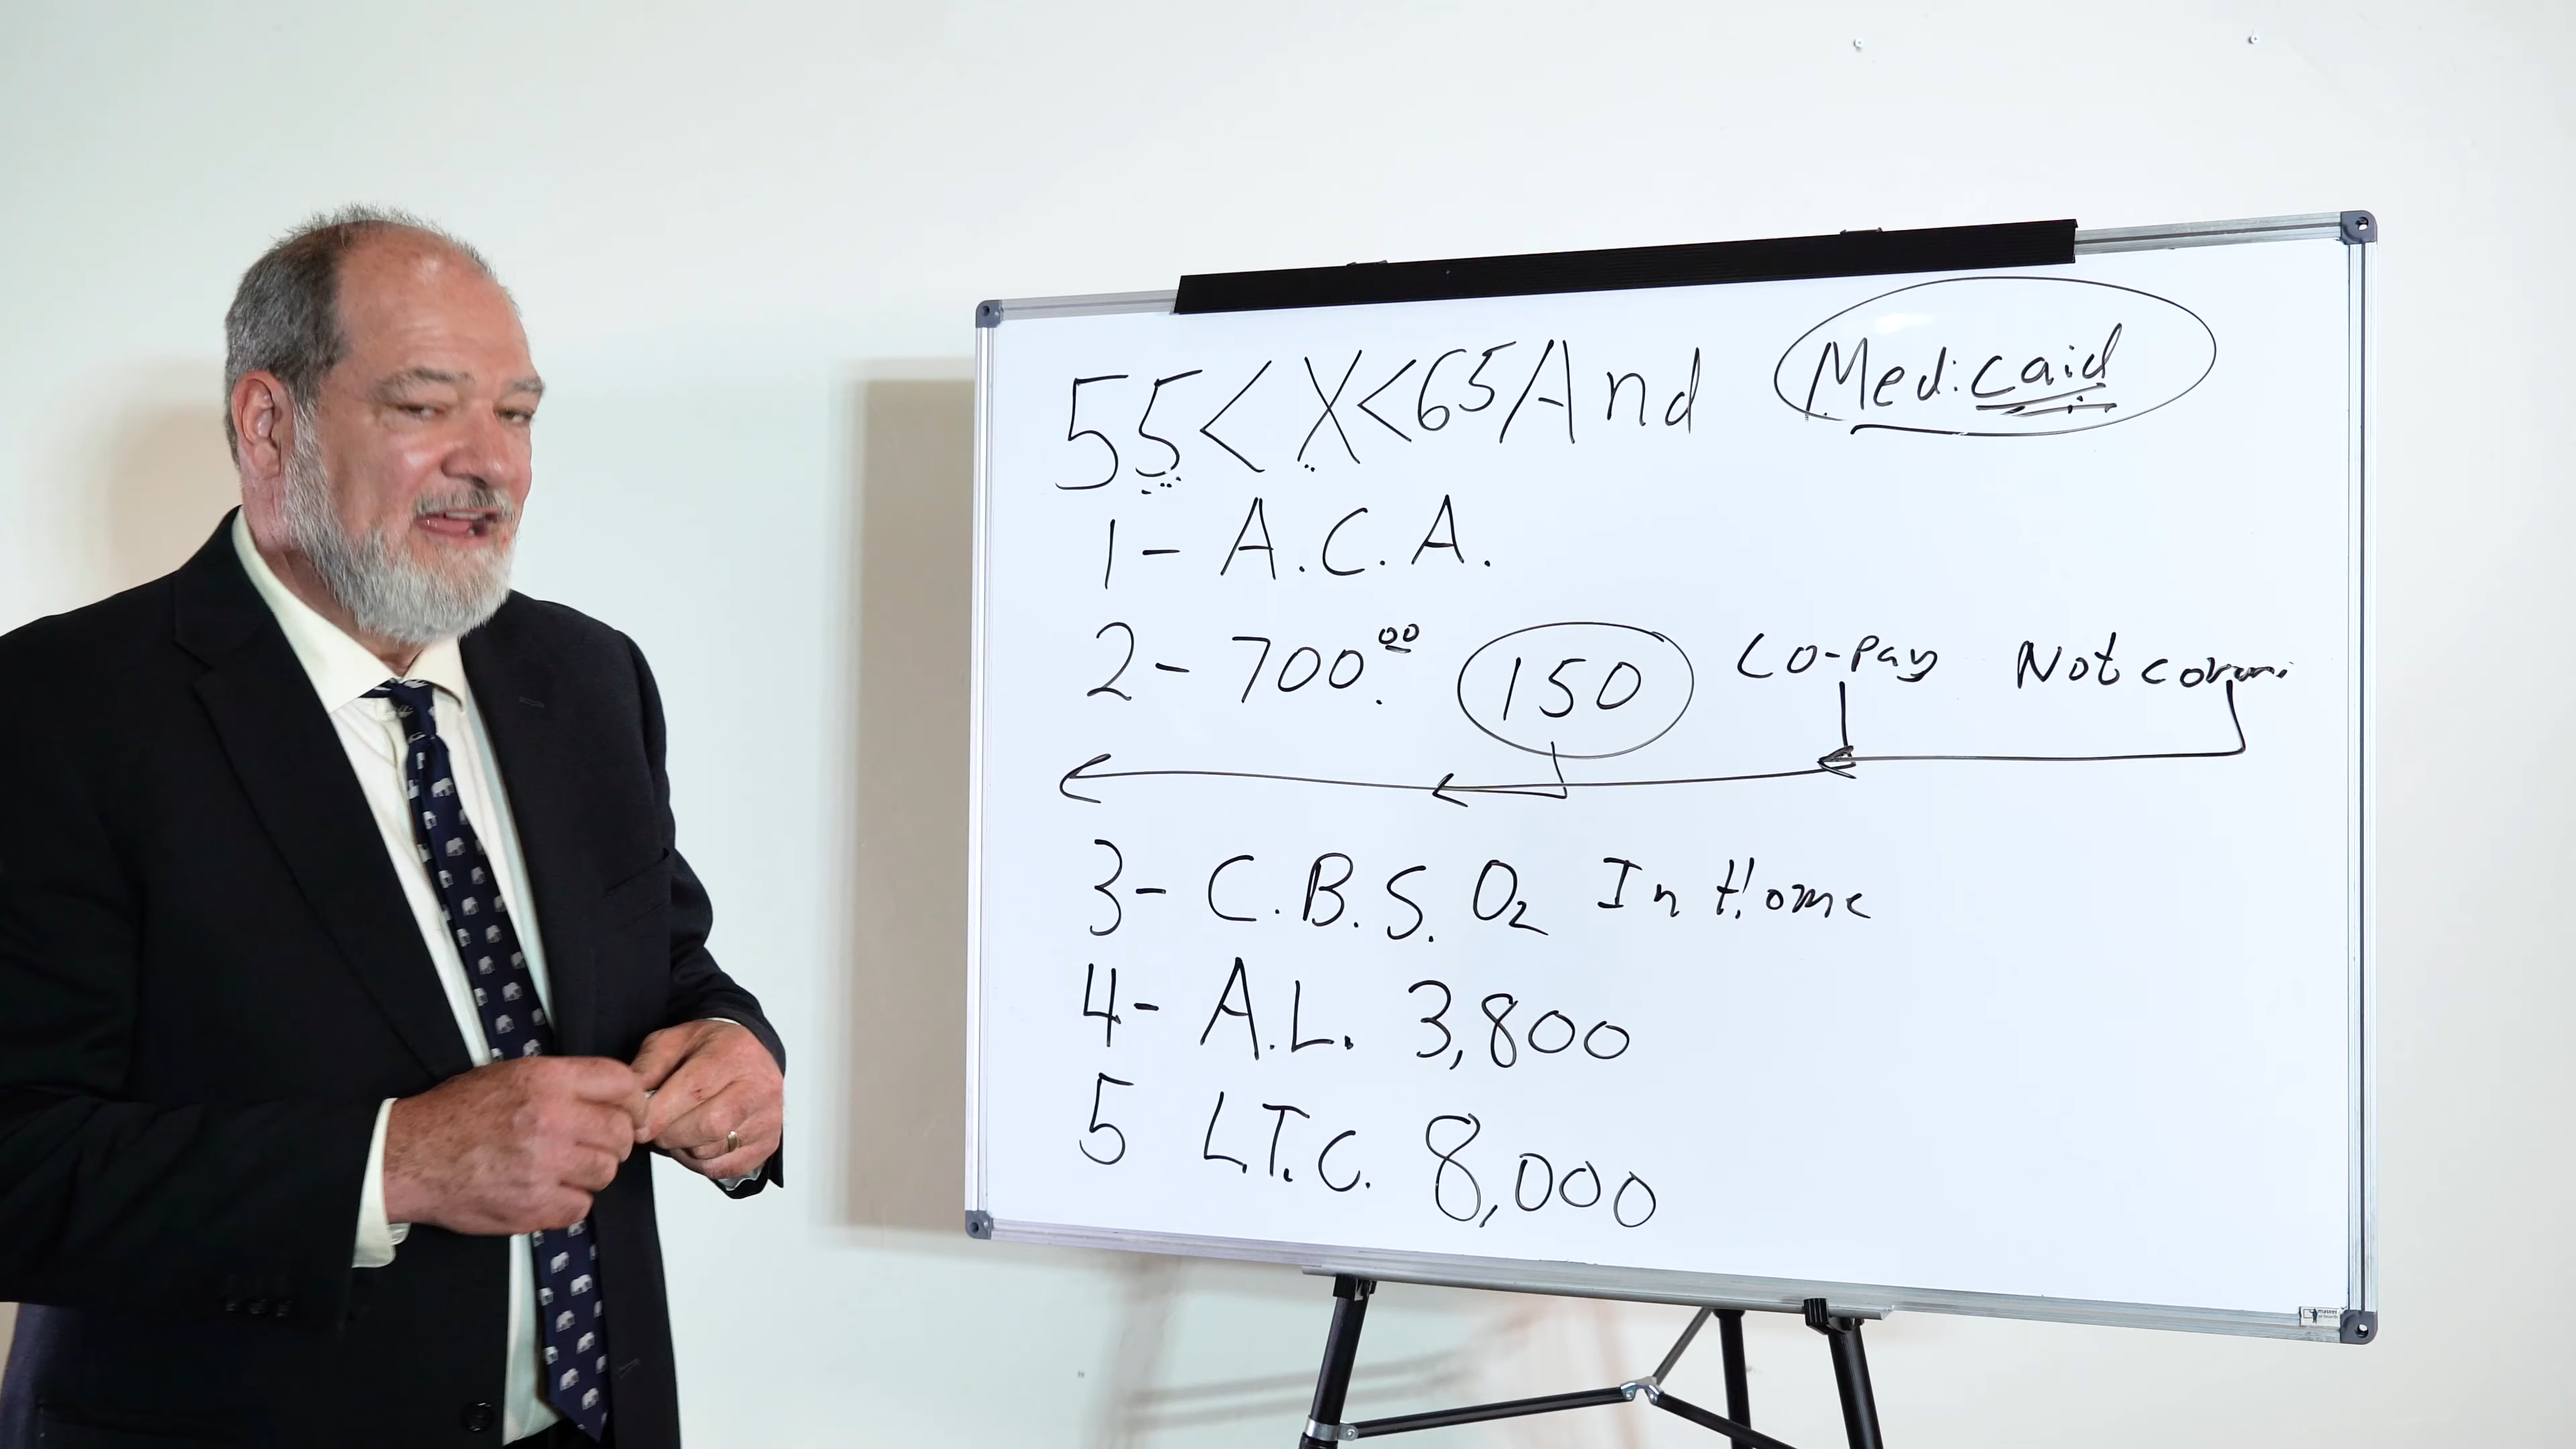 55<X<65 And Medicaid
1- A.C.A.
2- 700.00 150 Co-Pay Not
3- C.B.S. O2 In Home
4- A.L. 3,800
5 L.T.C. 8,000